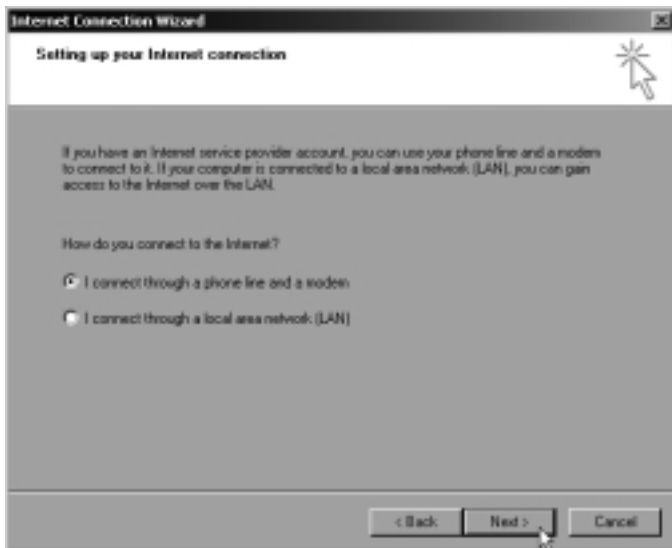 Internet Connection Wizard
Setting up your Internet connection
If you have an Internet service provider account, you can use your phone line and a modem
to connect to it. If your computer is connected to a local area network (LAN), you can gain
access to the Internet over the LAN.
How do you connect to the Internet?
I connect through a phone line and a modem
I connect through a local area network (LAN)
< Back
Next >
Cancel